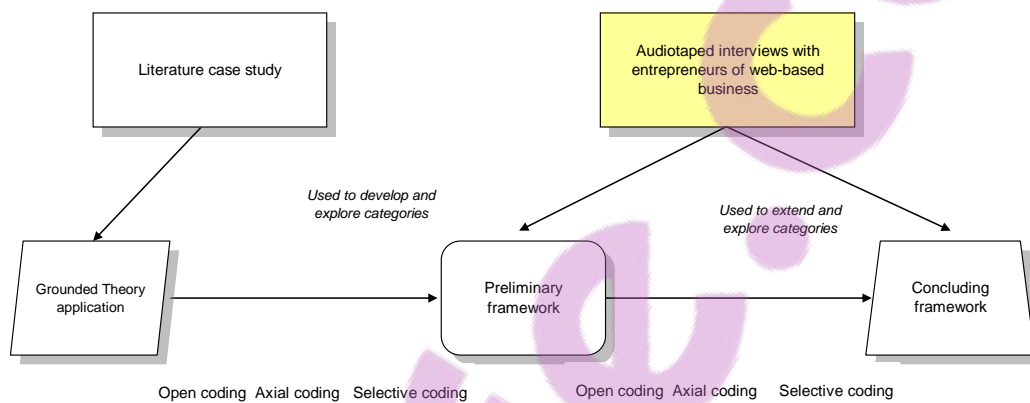 Literature case study
Audiotaped interviews with
entrepreneurs of web-based
business
Used to develop and
explore categories
Used to extend and
explore categories
Grounded Theory
application
Preliminary
framework
Concluding
framework
Open coding Axial coding Selective coding
Open coding Axial coding Selective coding